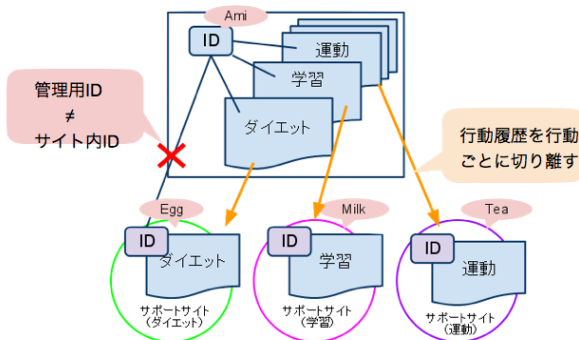 Ami
ID
運動
学習
ダイエット
管理用ID
≠
サイト内ID
行動履歴を行動
ごとに切り離す
Egg
ID
ダイエット
サポートサイト
(ダイエット)
Milk
ID
学習
サポートサイト
(学習)
Tea
ID
運動
サポートサイト
(運動)